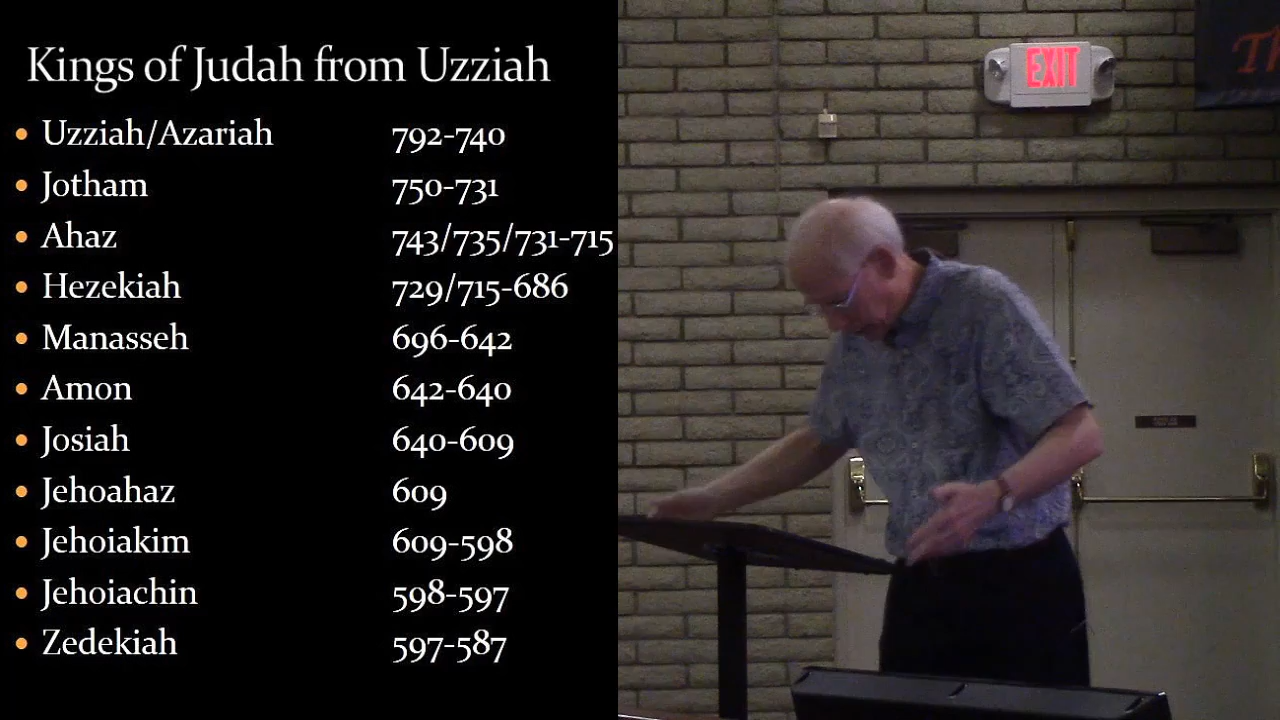 Kings of Judah from Uzziah
• Uzziah/Azariah 792-740
• Jotham 750-731
• Ahaz 743/735/731-715
• Hezekiah 729/715-686
• Manasseh 696-642
• Amon 642-640
• Josiah 640-609
• Jehoahaz 609
• Jehoiakim 609-598
• Jehoiachin 598-597
• Zedekiah 597-587
EXIT